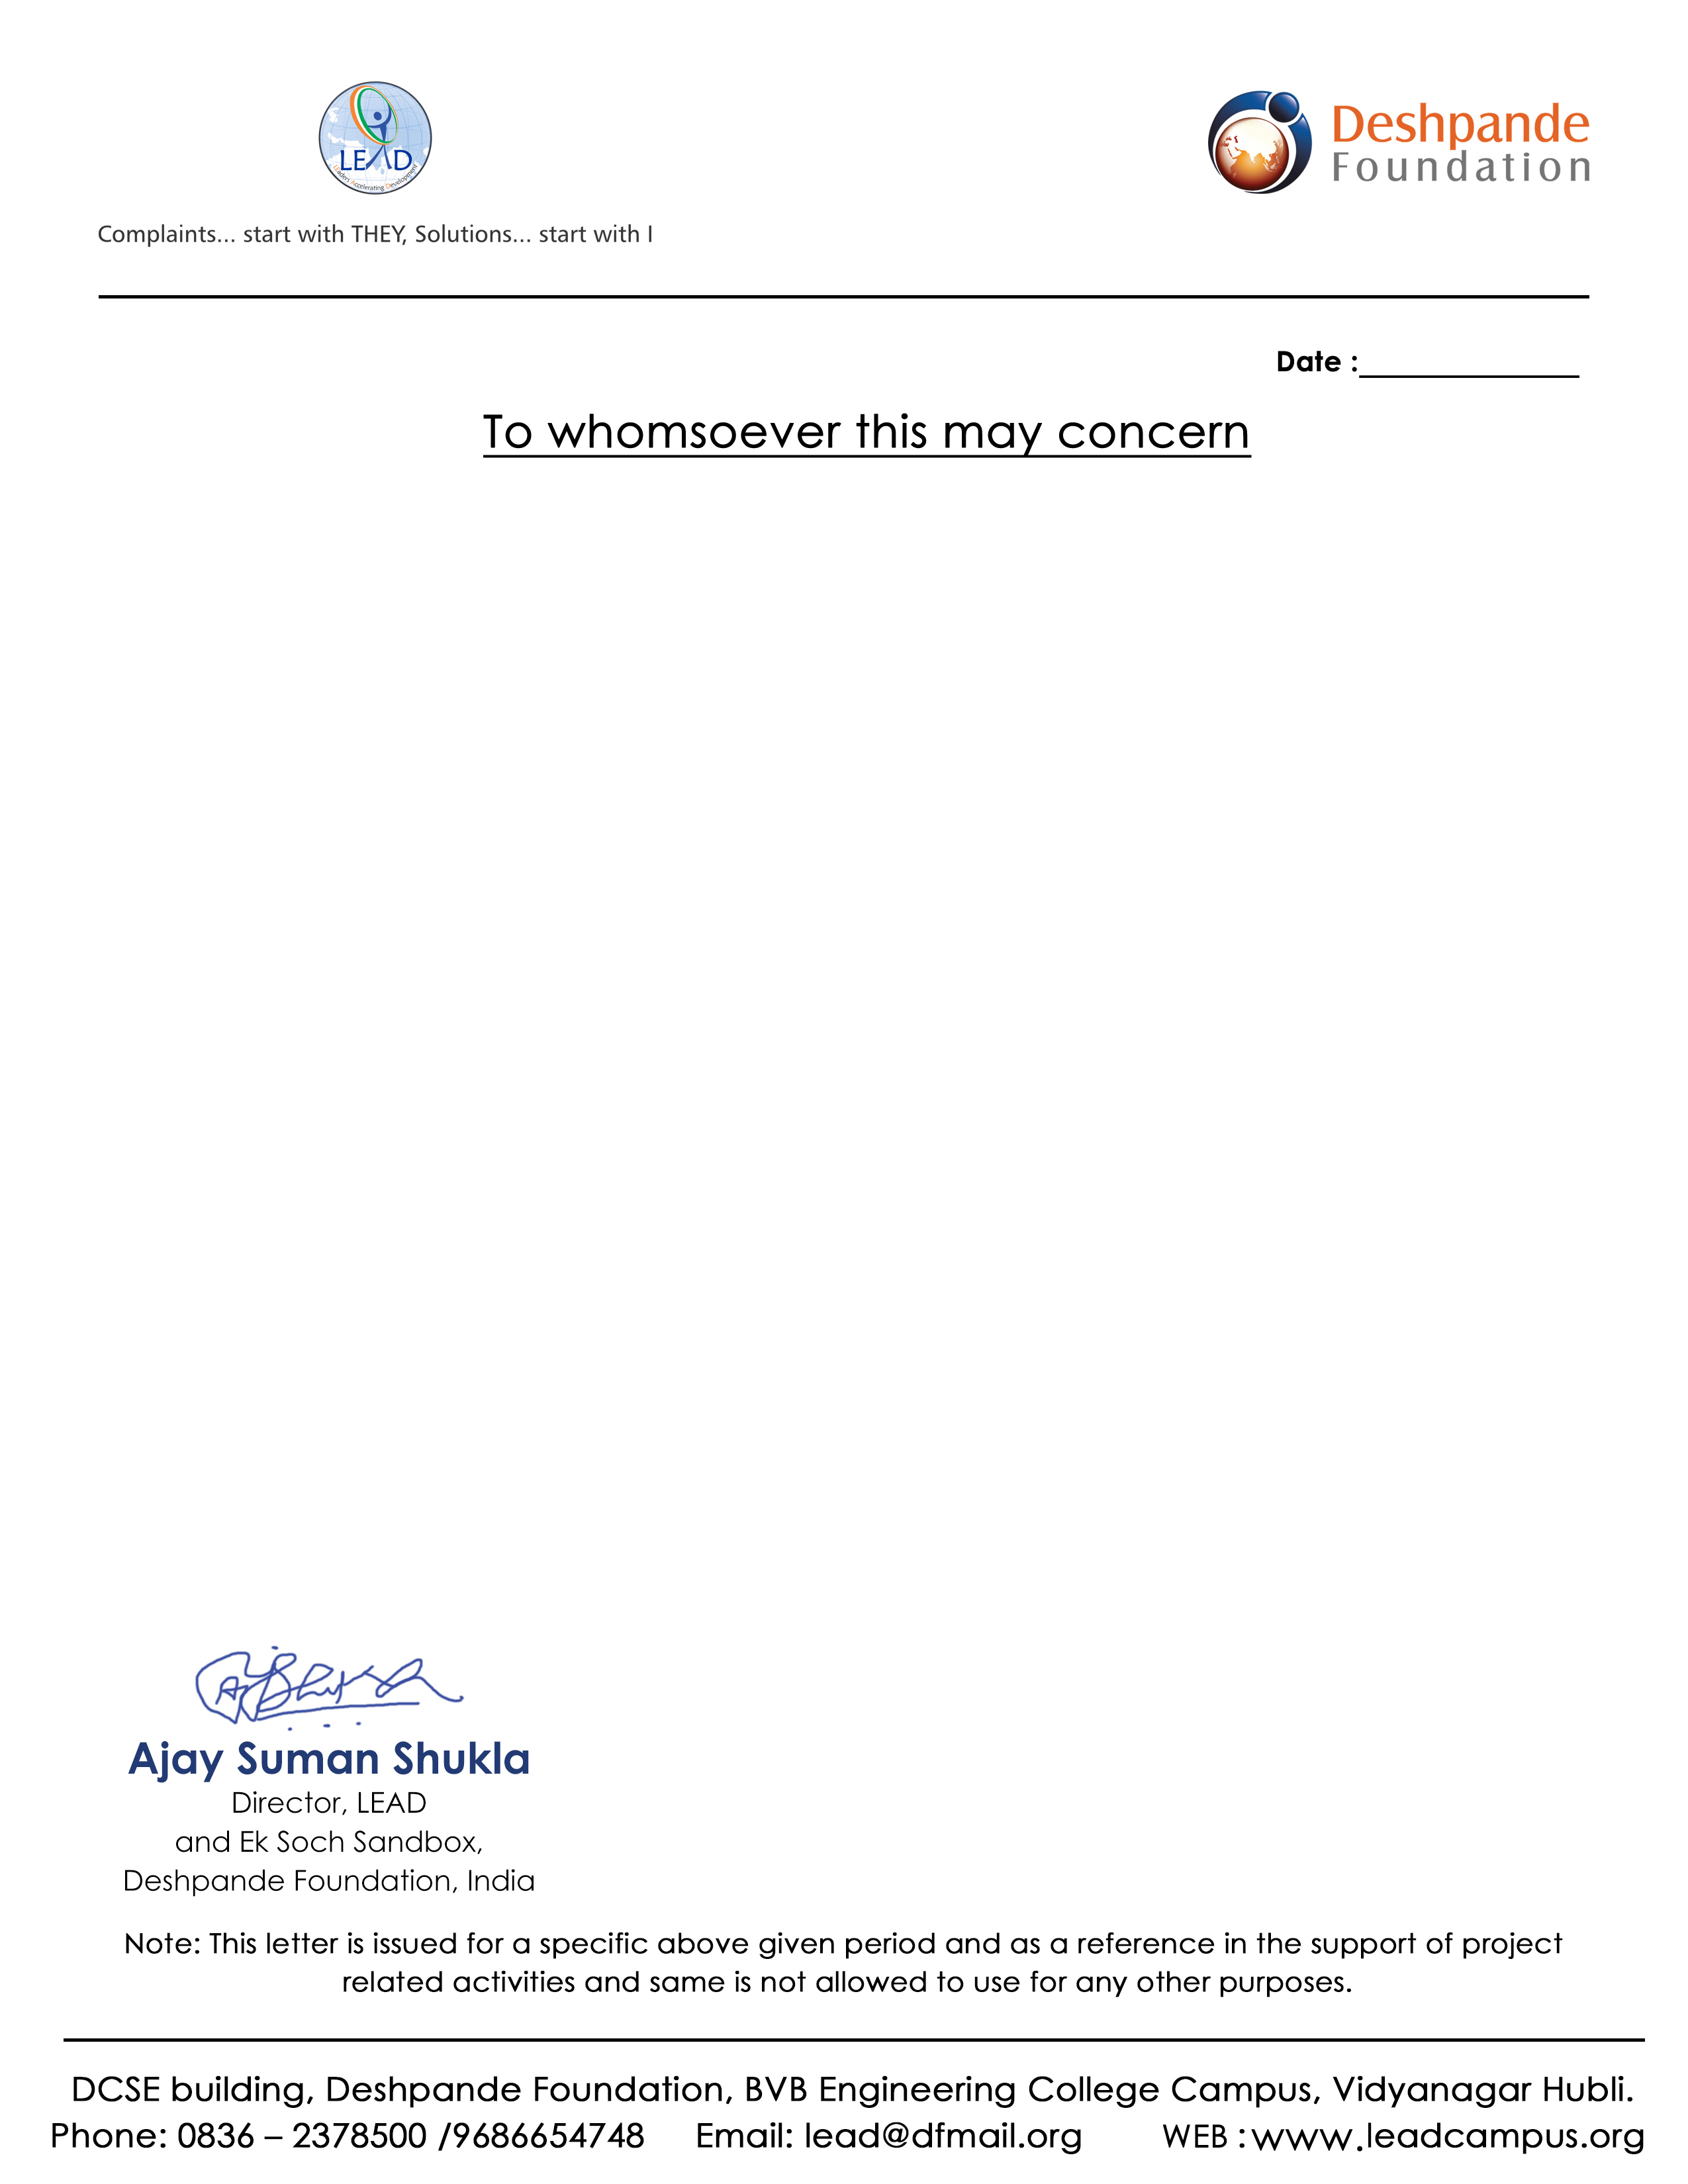 LEAD
Leaders Accelerating Development
Deshpande
Foundation
Complaints... start with THEY, Solutions... start with I
Date :_______________
To whomsoever this may concern
Ajay Suman Shukla
Director, LEAD
and Ek Soch Sandbox,
Deshpande Foundation, India
Note: This letter is issued for a specific above given period and as a reference in the support of project
related activities and same is not allowed to use for any other purposes.
DCSE building, Deshpande Foundation, BVB Engineering College Campus, Vidyanagar Hubli.
Phone: 0836 – 2378500 /9686654748 Email: lead@dfmail.org WEB :www.leadcampus.org